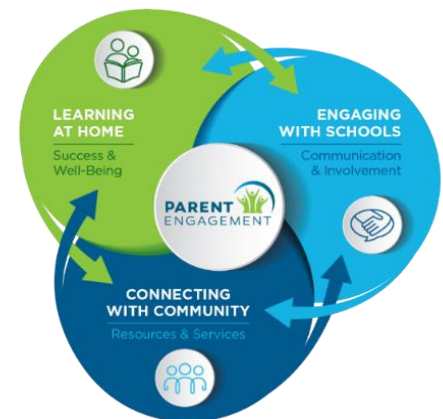 LEARNING
AT HOME
Success &
Well-Being
ENGAGING
WITH SCHOOLS
Communication
& Involvement
PARENT
ENGAGEMENT
CONNECTING
WITH COMMUNITY
Resources & Services